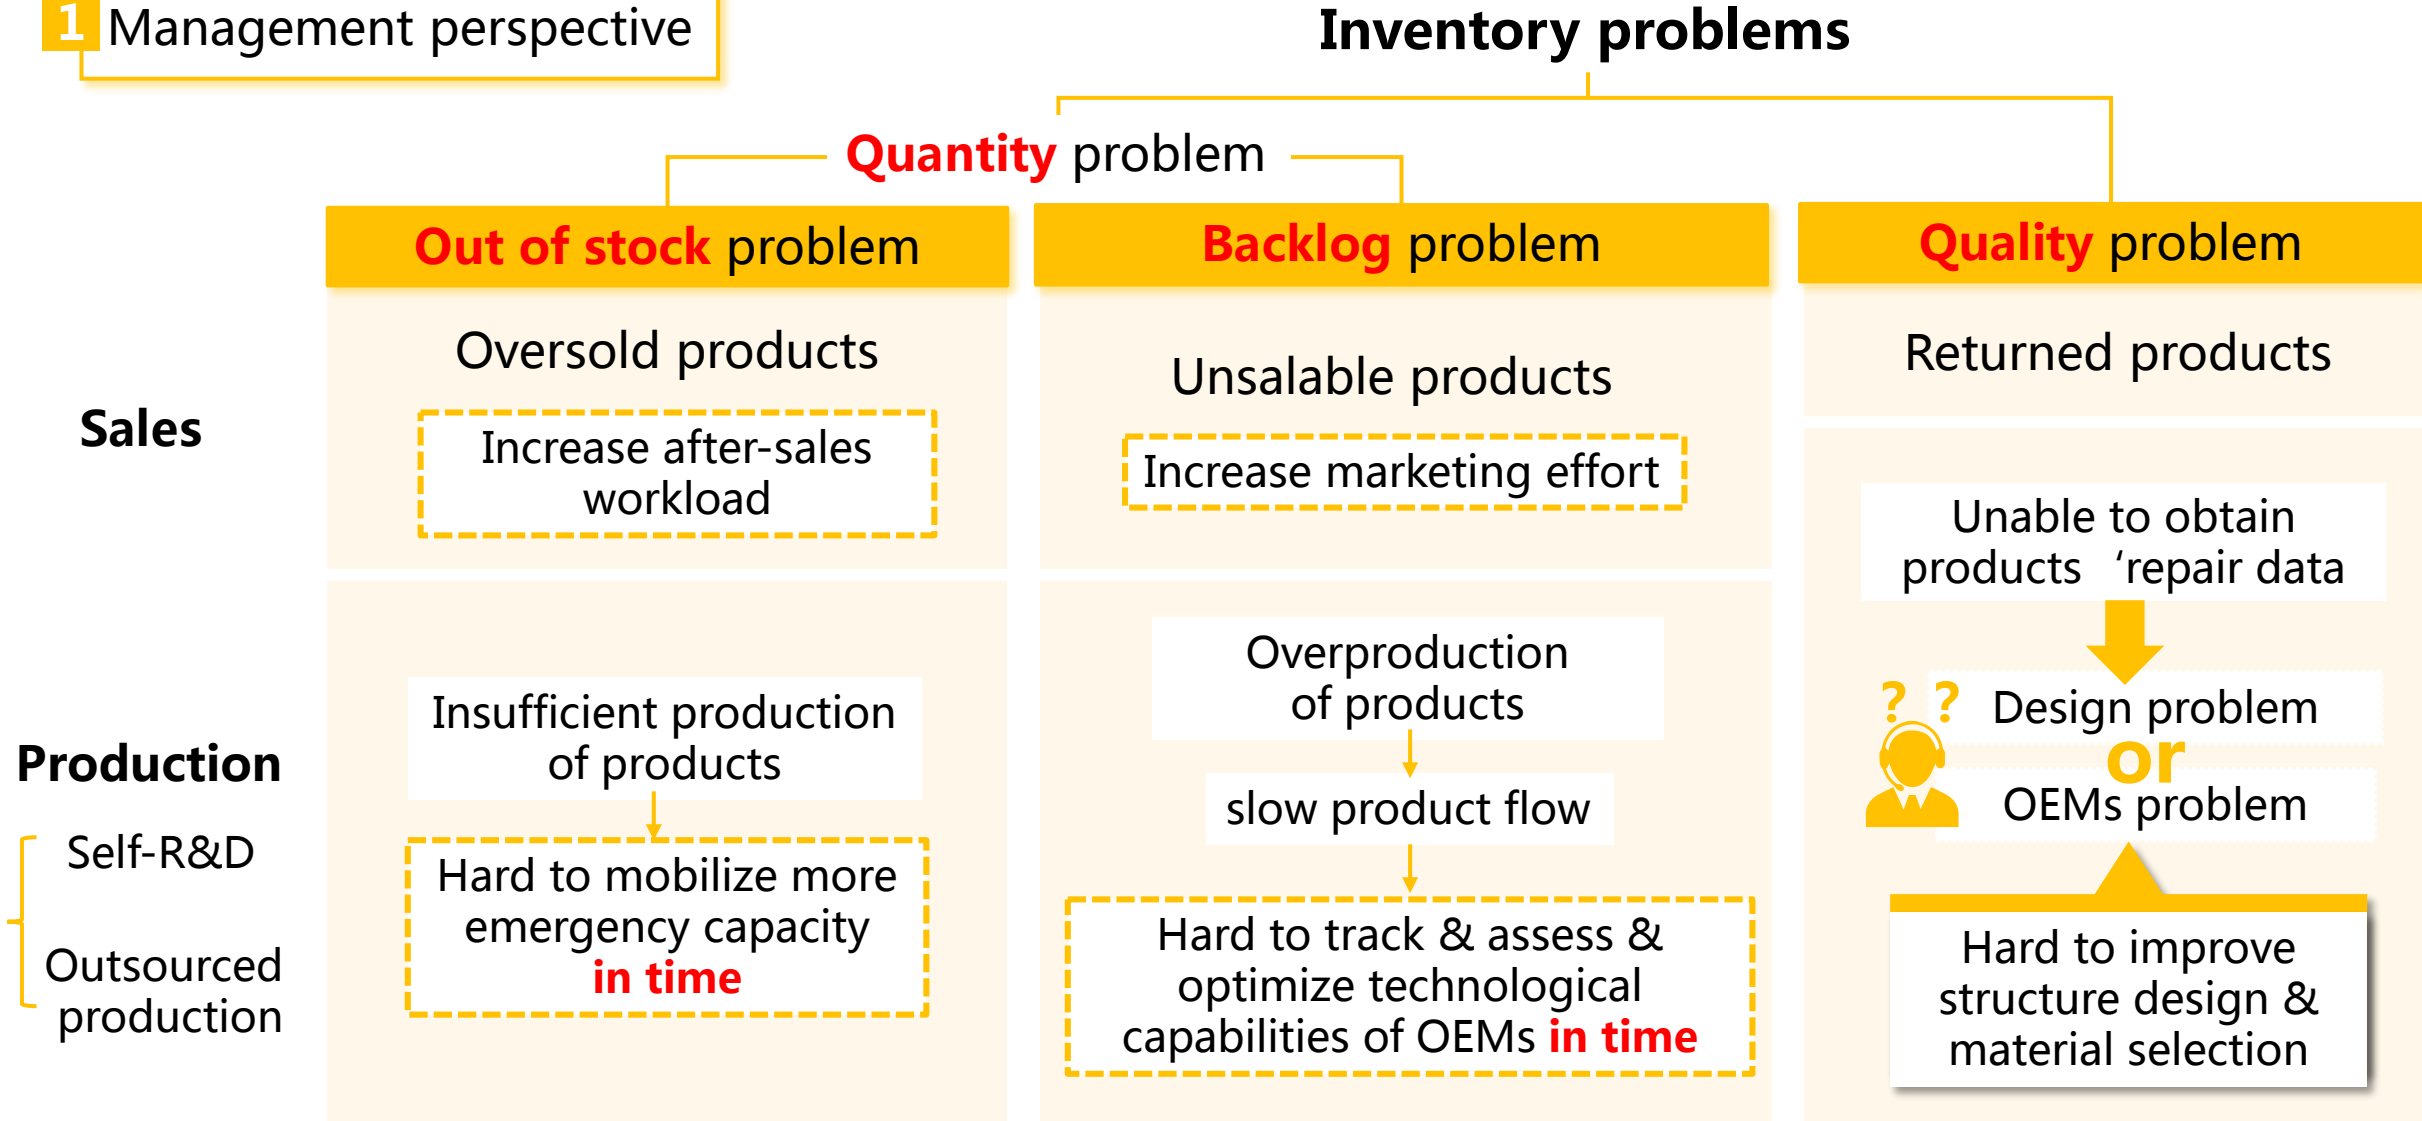 1 Management perspective
Inventory problems
Quantity problem
Out of stock problem
Backlog problem
Quality problem
Sales
Oversold products
Increase after-sales
workload
Unsalable products
Increase marketing effort
Returned products
Unable to obtain
products ‘repair data
Production
Self-R&D
Outsourced
production
Insufficient production
of products
Hard to mobilize more
emergency capacity
in time
Overproduction
of products
slow product flow
Hard to track & assess &
optimize technological
capabilities of OEMs in time
? ?
Design problem
or
OEMs problem
Hard to improve
structure design &
material selection